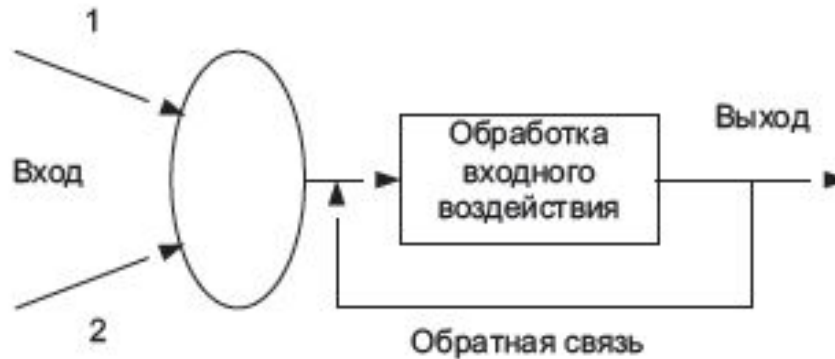 1
Вход
2
Обработка
входного
воздействия
Выход
Обратная связь